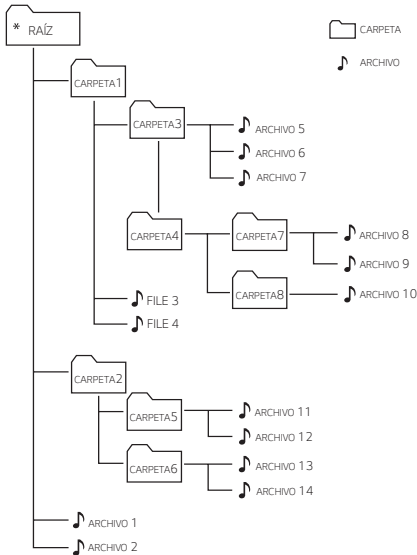 * RAÍZ
CARPETA
ARCHIVO
CARPETA1
CARPETA3
ARCHIVO 5
ARCHIVO 6
ARCHIVO 7
CARPETA4
CARPETA7
ARCHIVO 8
ARCHIVO 9
CARPETA8
ARCHIVO 10
FILE 3
FILE 4
CARPETA2
CARPETA5
ARCHIVO 11
ARCHIVO 12
CARPETA6
ARCHIVO 13
ARCHIVO 14
ARCHIVO 1
ARCHIVO 2